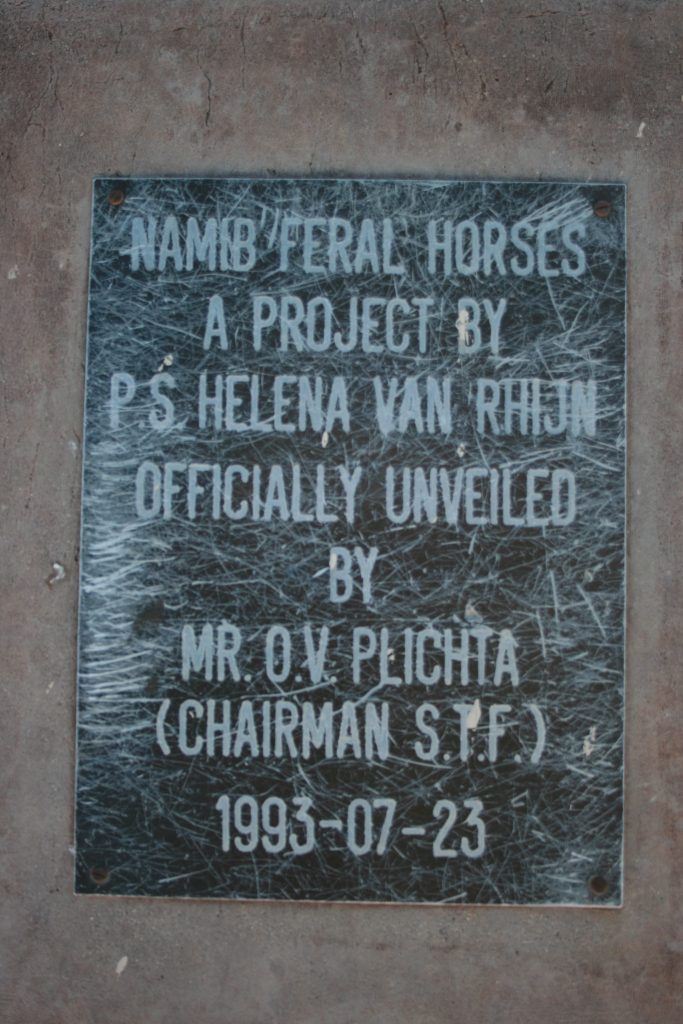 NAMIB FERAL HORSES
A PROJECT BY
P.S. HELENA VAN RHIJN
OFFICIALLY UNVEILED
BY
MR. O.V. PLICHTA
(CHAIRMAN S.T.F.)
1993-07-23